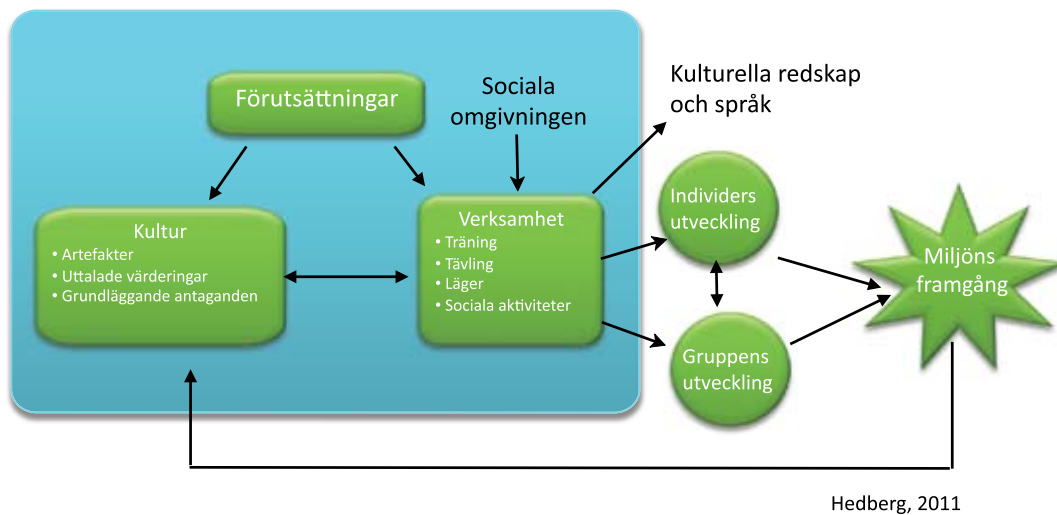 Förutsättningar
Sociala
omgivningen
Kulturella redskap
och språk
Kultur
• Artefakter
• Uttalade värderingar
• Grundläggande antaganden
Verksamhet
• Träning
• Tävling
• Läger
• Sociala aktiviteter
Individers
utveckling
Gruppens
utveckling
Miljöns
framgång
Hedberg, 2011